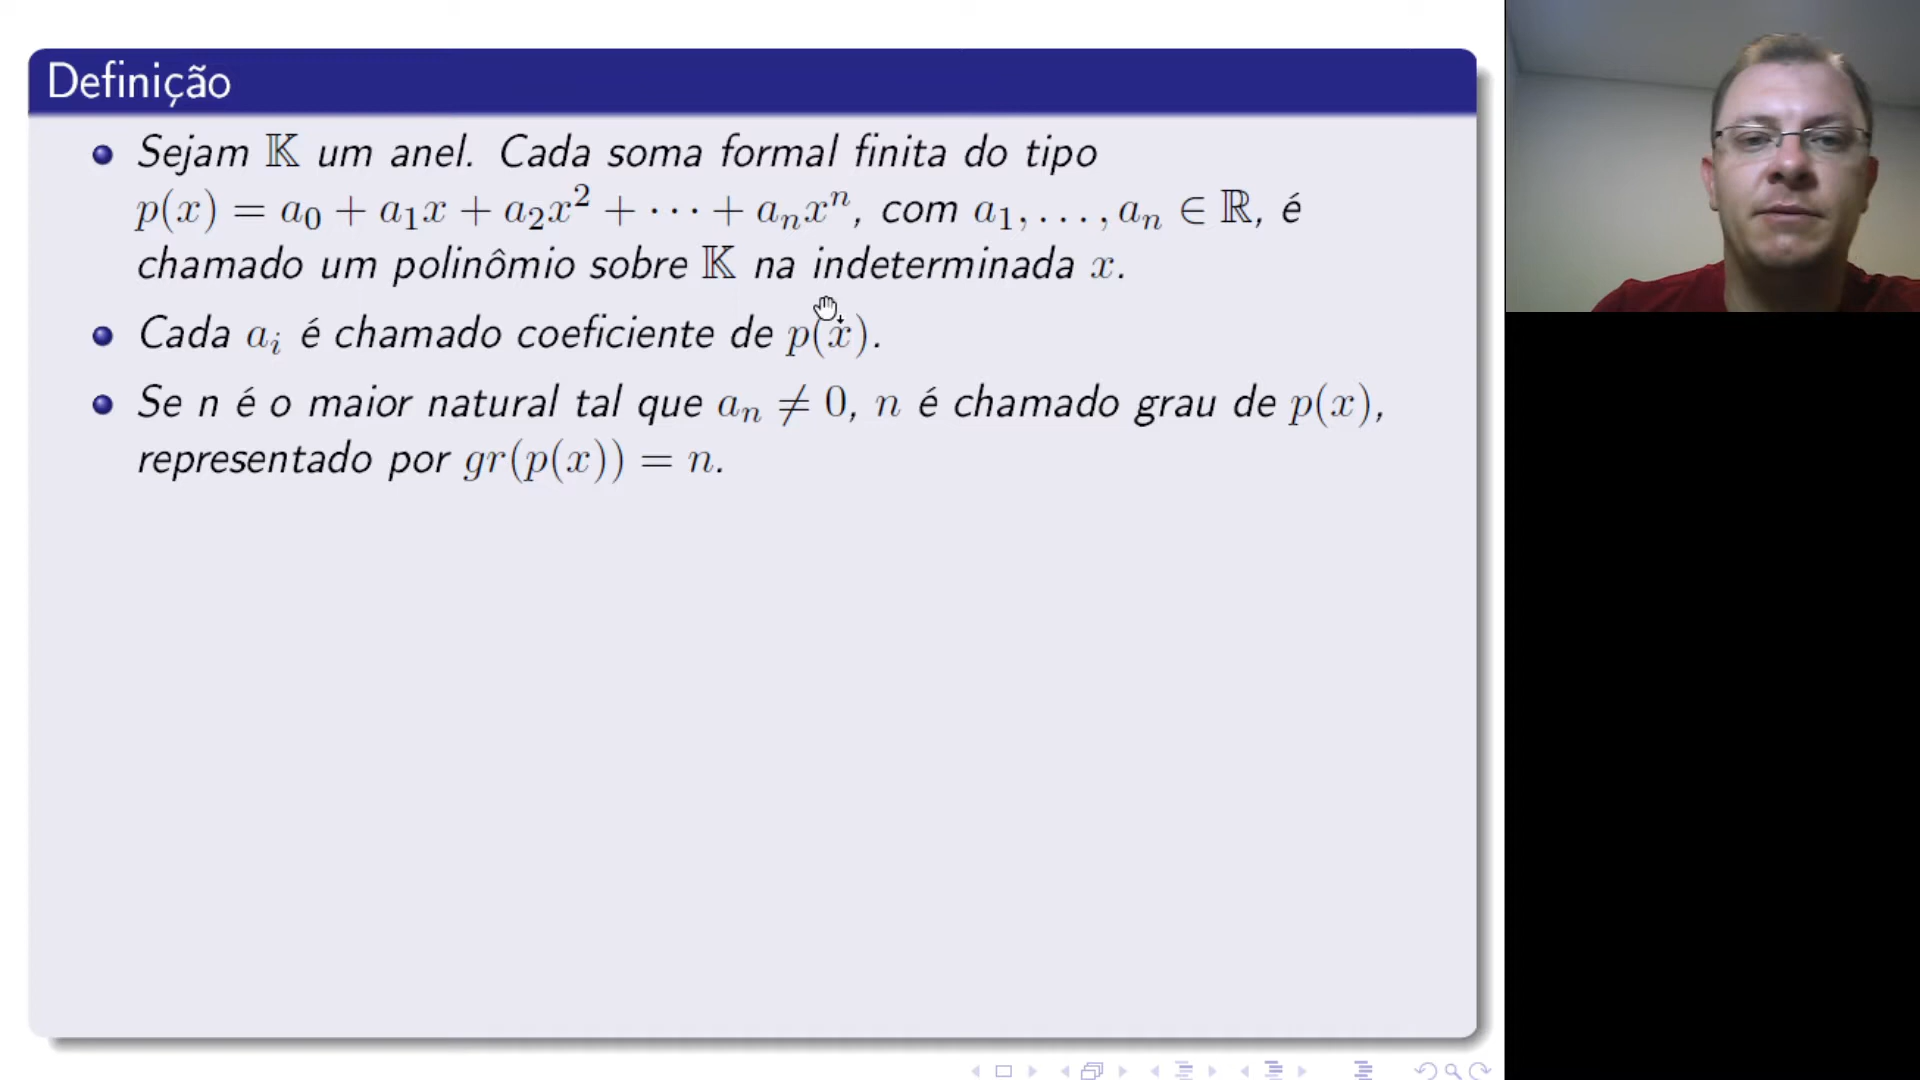 Definição
Sejam 𝕂 um anel. Cada soma formal finita do tipo
p(x) = a₀ + a₁x + a₂x² + ··· + aₙxⁿ, com a₁, . . . , aₙ ∈ ℝ, é
chamado um polinômio sobre 𝕂 na indeterminada x.
Cada aᵢ é chamado coeficiente de p(x).
Se n é o maior natural tal que aₙ ≠ 0, n é chamado grau de p(x),
representado por gr(p(x)) = n.